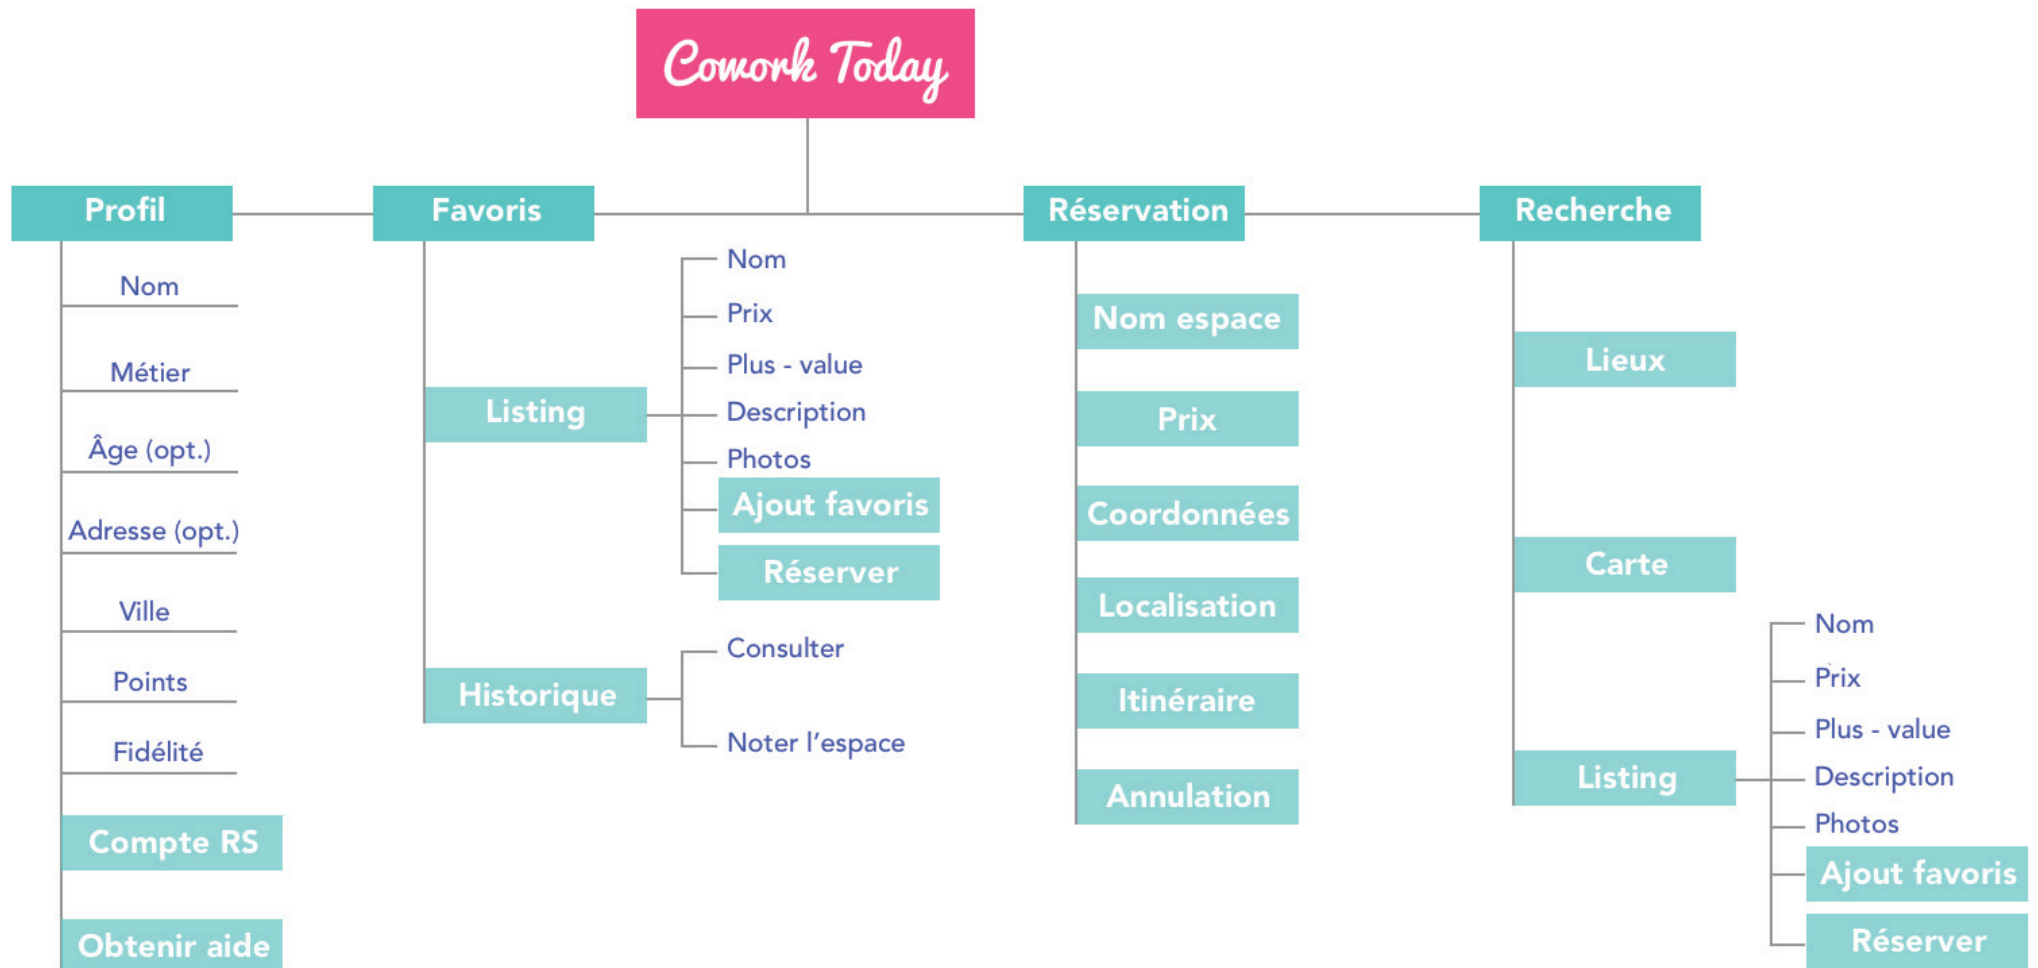 Cowork Today
Profil
Nom
Métier
Âge (opt.)
Adresse (opt.)
Ville
Points
Fidélité
Compte RS
Obtenir aide
Favoris
Listing
Nom
Prix
Plus - value
Description
Photos
Ajout favoris
Réserver
Historique
Consulter
Noter l’espace
Réservation
Nom espace
Prix
Coordonnées
Localisation
Itinéraire
Annulation
Recherche
Lieux
Carte
Listing
Nom
Prix
Plus - value
Description
Photos
Ajout favoris
Réserver